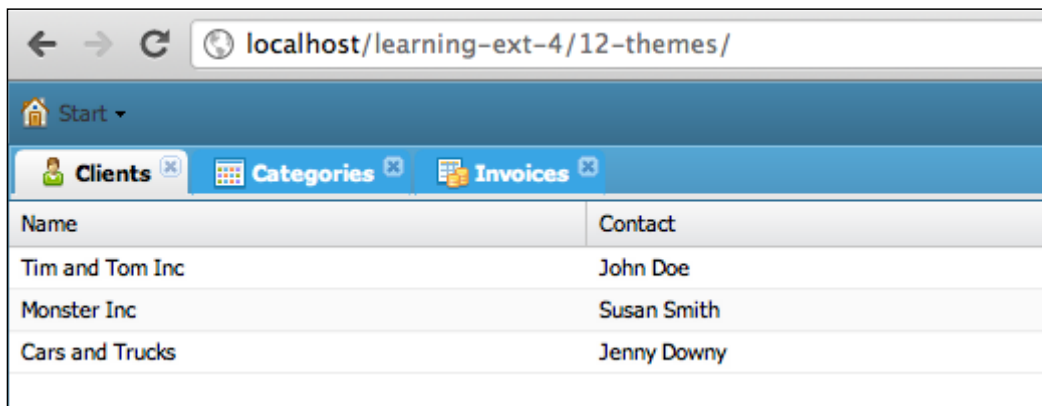 localhost/learning-ext-4/12-themes/
Start
Clients Categories Invoices
Name Contact
Tim and Tom Inc John Doe
Monster Inc Susan Smith
Cars and Trucks Jenny Downy